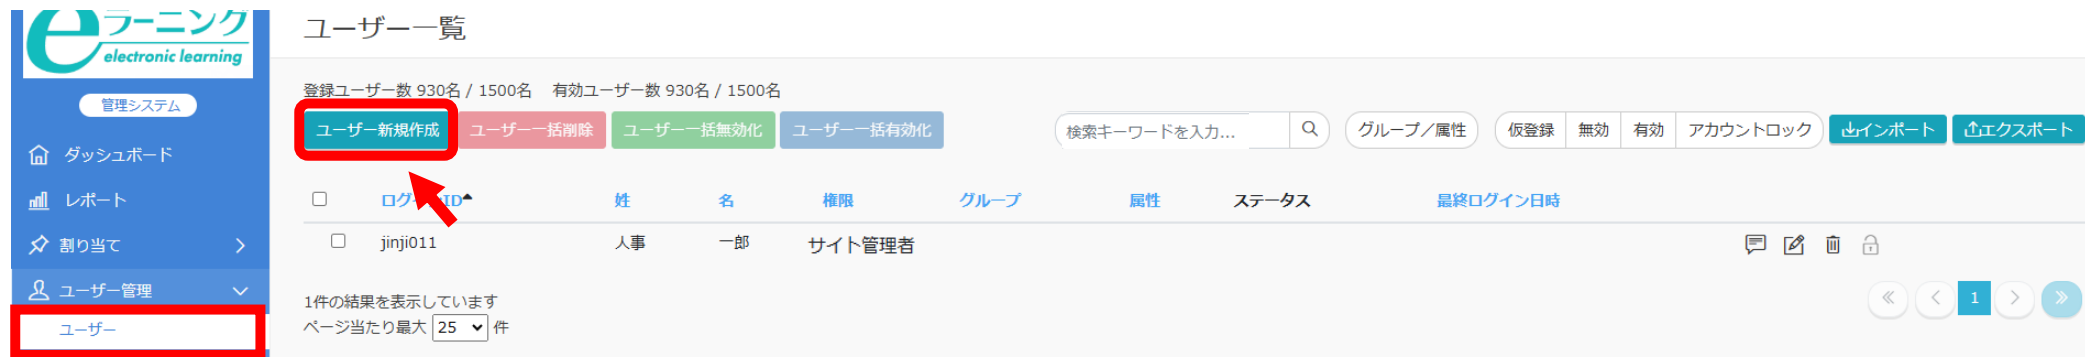 eラーニング
electronic learning
管理システム
ダッシュボード
レポート
割り当て
ユーザー管理
ユーザー
ユーザー一覧
登録ユーザー数 930名 / 1500名 有効ユーザー数 930名 / 1500名
ユーザー新規作成 ユーザー一括削除 ユーザー一括無効化 ユーザー一括有効化 検索キーワードを入力... グループ／属性 仮登録 無効 有効 アカウントロック インポート エクスポート
ID 姓 名 権限 グループ 属性 ステータス 最終ログイン日時
jinji011 人事 一郎 サイト管理者
1件の結果を表示しています
ページ当たり最大 25 件
1